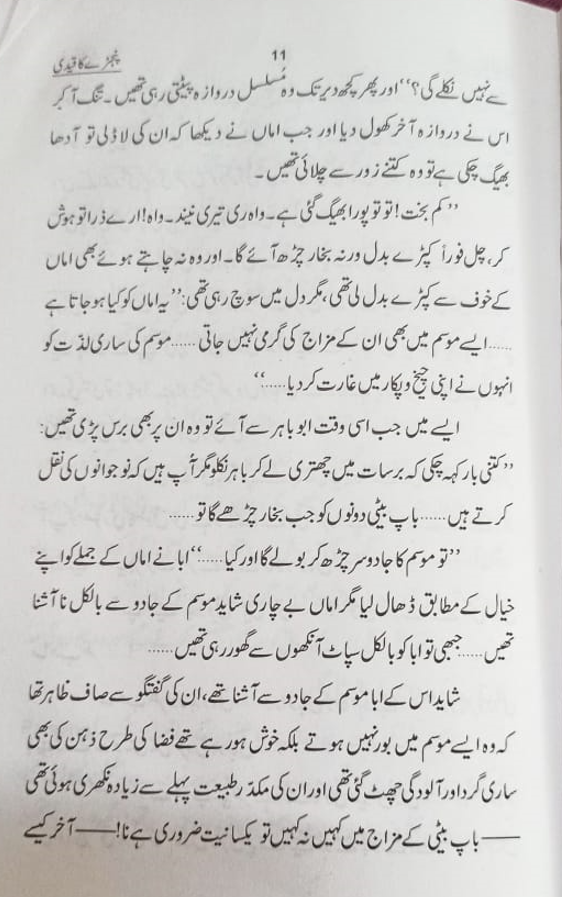 پنجرے کا قیدی
11
سے نہیں نکلے گی؟‘‘ اور پھر کچھ دیر تک وہ مُسلسل دروازہ پیٹتی رہی تھیں۔ تنگ آ کر
اس نے دروازہ آخر کھول دیا اور جب اماں نے دیکھا کہ ان کی لاڈلی تو آدھا
بھیگ چکی ہے تو وہ کتنے زور سے چلائی تھیں۔
’’کم بخت! تو تو پورا بھیگ گئی ہے۔ واہ ری تیری نیند۔ واہ! ارے ذرا تو ہوش
کر، چل فوراً کپڑے بدل ورنہ بخار چڑھ آئے گا۔ اور وہ نہ چاہتے ہوئے بھی اماں
کے خوف سے کپڑے بدل لی تھی، مگر دل میں سوچ رہی تھی: ’’یہ اماں کو کیا ہو جاتا ہے
......ایسے موسم میں بھی ان کے مزاج کی گرمی نہیں جاتی ......موسم کی ساری لذت کو
انہوں نے اپنی چیخ و پکار میں غارت کر دیا......‘‘
ایسے میں جب اسی وقت ابو باہر سے آئے تو وہ ان پر بھی برس پڑی تھیں:
’’کتنی بار کہہ چکی کہ برسات میں چھتری لے کر باہر نکلو مگر آپ ہیں کہ نو جوانوں کی نقل
کرتے ہیں......باپ بیٹی دونوں کو جب بخار چڑھے گا تو......
’’تو موسم کا جادو سر چڑھ کر بولے گا اور کیا......‘‘ ابا نے اماں کے جملے کو اپنے
خیال کے مطابق ڈھال لیا مگر اماں بے چاری شاید موسم کے جادو سے بالکل نا آشنا
تھیں......جبھی تو ابا کو بالکل سپاٹ آنکھوں سے گھور رہی تھیں......
شاید اس کے ابا موسم کے جادو سے آشنا تھے، ان کی گفتگو سے صاف ظاہر تھا
کہ وہ ایسے موسم میں بور نہیں ہوتے بلکہ خوش ہو رہے تھے فضا کی طرح ذہن کی بھی
ساری گرد اور آلودگی چھٹ گئی تھی اور ان کی مکدّر طبیعت پہلے سے زیادہ نکھری ہوئی تھی
—— باپ بیٹی کے مزاج میں کہیں نہ کہیں تو یکسانیت ضروری ہے نا! —— آخر کیسے